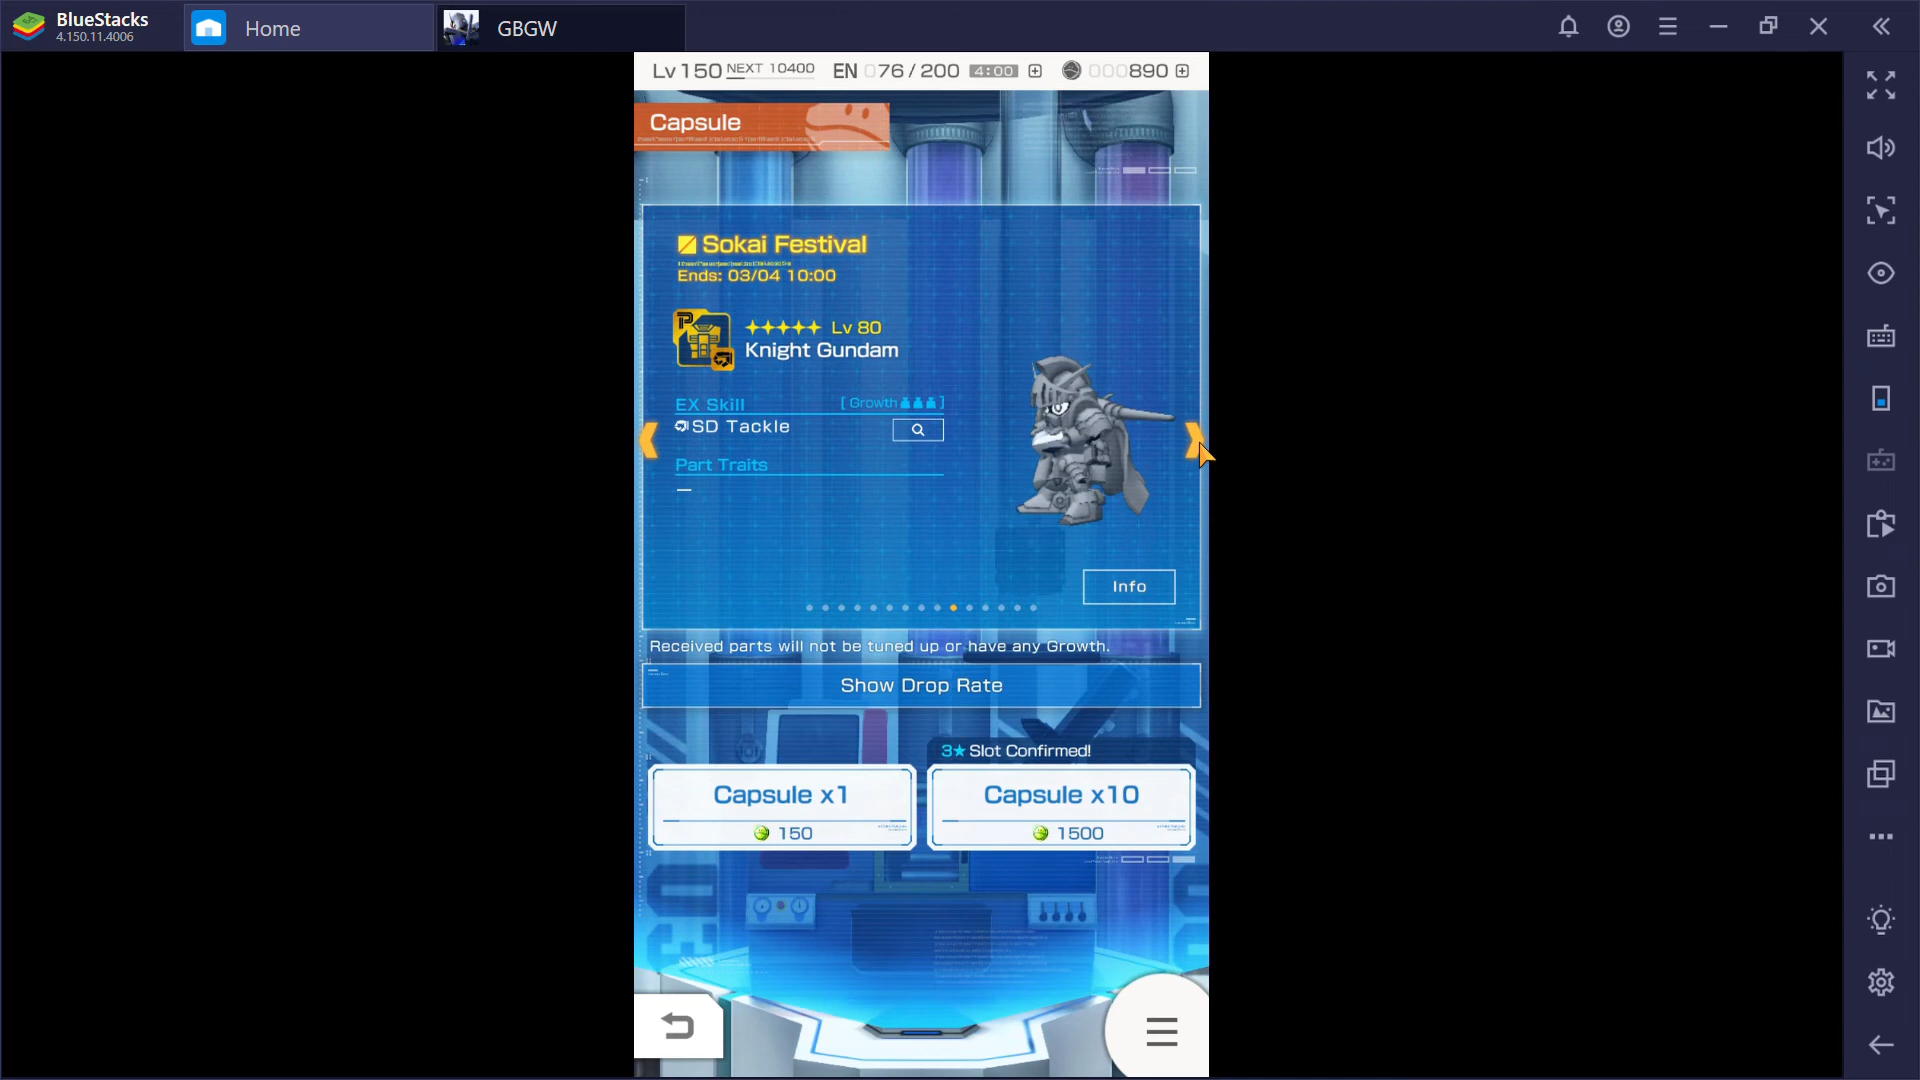 BlueStacks
4.150.11.4006
Home
GBGW
Lv 150 NEXT 10400 EN 076/200 4:00 000890
Capsule
Sokai Festival
Ends: 03/04 10:00
P
Lv 80
Knight Gundam
EX Skill [ Growth ]
SD Tackle
Part Traits
—
Info
Received parts will not be tuned up or have any Growth.
Show Drop Rate
3★ Slot Confirmed!
Capsule x1
150
Capsule x10
1500